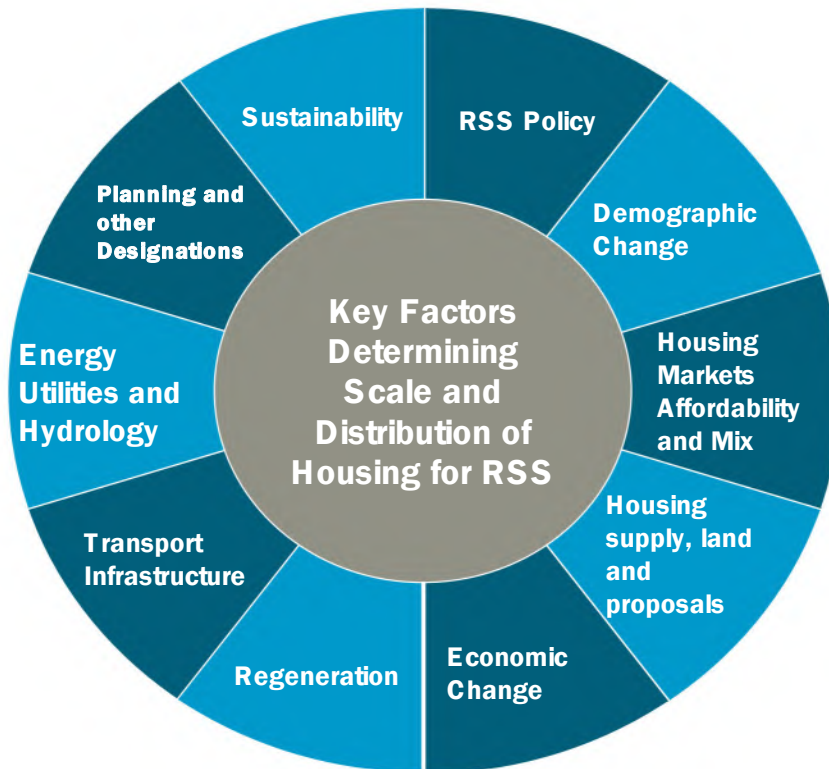 Key Factors
Determining
Scale and
Distribution of
Housing for RSS
RSS Policy
Demographic
Change
Housing
Markets
Affordability
and Mix
Housing
supply, land
and
proposals
Economic
Change
Regeneration
Transport
Infrastructure
Energy
Utilities and
Hydrology
Planning and
other
Designations
Sustainability